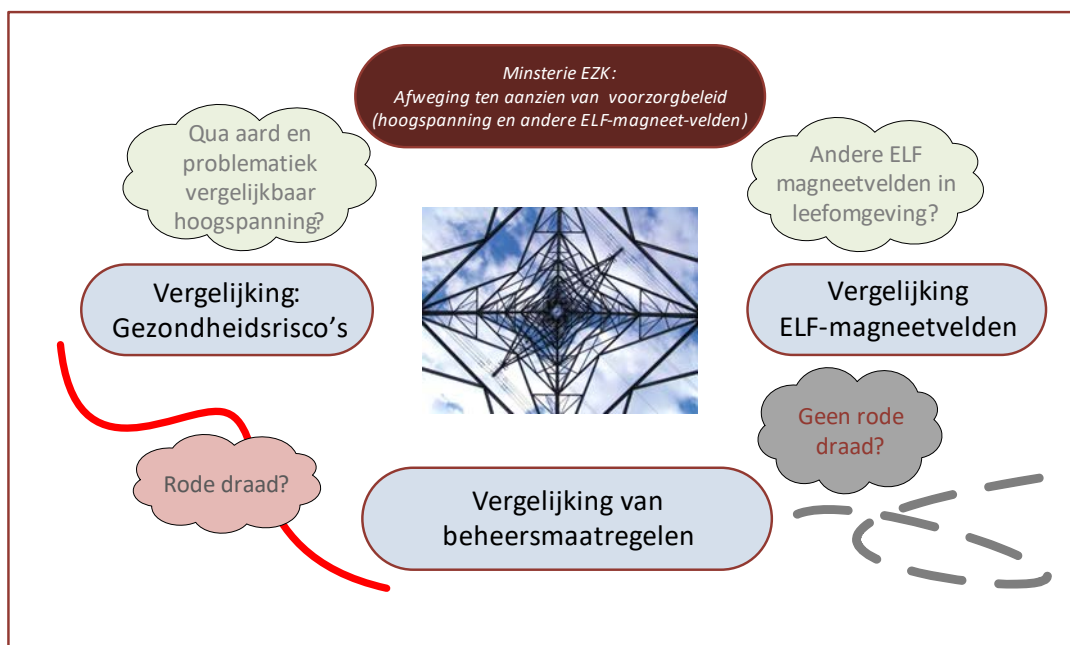 Minsterie EZK:
Afweging ten aanzien van voorzorgbeleid
(hoogspanning en andere ELF-magneet-velden)
Qua aard en
problematiek
vergelijkbaar
hoogspanning?
Andere ELF
magneetvelden in
leefomgeving?
Vergelijking:
Gezondheidsrisco's
Vergelijking
ELF-magneetvelden
Geen rode
draad?
Rode draad?
Vergelijking van
beheersmaatregelen